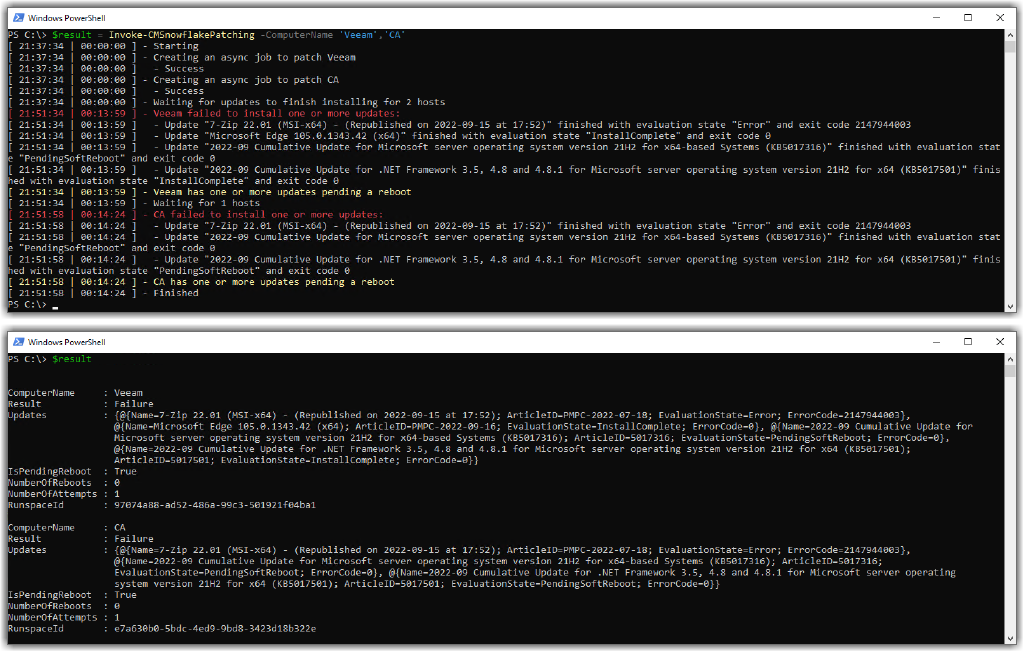 Windows PowerShell
PS C:\> $result = Invoke-CMSnowflakePatching -ComputerName 'Veeam','CA'
[ 21:37:34 | 00:00:00 ] - Starting
[ 21:37:34 | 00:00:00 ] - Creating an async job to patch Veeam
[ 21:37:34 | 00:00:00 ]   - Success
[ 21:37:34 | 00:00:00 ] - Creating an async job to patch CA
[ 21:37:34 | 00:00:00 ]   - Success
[ 21:37:34 | 00:00:00 ] - Waiting for updates to finish installing for 2 hosts
[ 21:51:34 | 00:13:59 ] - Veeam failed to install one or more updates:
[ 21:51:34 | 00:13:59 ]   - Update "7-Zip 22.01 (MSI-x64) - (Republished on 2022-09-15 at 17:52)" finished with evaluation state "Error" and exit code 2147944003
[ 21:51:34 | 00:13:59 ]   - Update "Microsoft Edge 105.0.1343.42 (x64)" finished with evaluation state "InstallComplete" and exit code 0
[ 21:51:34 | 00:13:59 ]   - Update "2022-09 Cumulative Update for Microsoft server operating system version 21H2 for x64-based Systems (KB5017316)" finished with evaluation stat
e "PendingSoftReboot" and exit code 0
[ 21:51:34 | 00:13:59 ]   - Update "2022-09 Cumulative Update for .NET Framework 3.5, 4.8 and 4.8.1 for Microsoft server operating system version 21H2 for x64 (KB5017501)" finis
hed with evaluation state "InstallComplete" and exit code 0
[ 21:51:34 | 00:13:59 ] - Veeam has one or more updates pending a reboot
[ 21:51:34 | 00:13:59 ] - Waiting for 1 hosts
[ 21:51:58 | 00:14:24 ] - CA failed to install one or more updates:
[ 21:51:58 | 00:14:24 ]   - Update "7-Zip 22.01 (MSI-x64) - (Republished on 2022-09-15 at 17:52)" finished with evaluation state "Error" and exit code 2147944003
[ 21:51:58 | 00:14:24 ]   - Update "2022-09 Cumulative Update for Microsoft server operating system version 21H2 for x64-based Systems (KB5017316)" finished with evaluation stat
e "PendingSoftReboot" and exit code 0
[ 21:51:58 | 00:14:24 ]   - Update "2022-09 Cumulative Update for .NET Framework 3.5, 4.8 and 4.8.1 for Microsoft server operating system version 21H2 for x64 (KB5017501)" finis
hed with evaluation state "PendingSoftReboot" and exit code 0
[ 21:51:58 | 00:14:24 ] - CA has one or more updates pending a reboot
[ 21:51:58 | 00:14:24 ] - Finished
PS C:\> _
Windows PowerShell
PS C:\> $result
ComputerName     : Veeam
Result           : Failure
Updates          : {@{Name=7-Zip 22.01 (MSI-x64) - (Republished on 2022-09-15 at 17:52); ArticleID=PMPC-2022-07-18; EvaluationState=Error; ErrorCode=2147944003},
@{Name=Microsoft Edge 105.0.1343.42 (x64); ArticleID=PMPC-2022-09-16; EvaluationState=InstallComplete; ErrorCode=0}, @{Name=2022-09 Cumulative Update for
Microsoft server operating system version 21H2 for x64-based Systems (KB5017316); ArticleID=5017316; EvaluationState=PendingSoftReboot; ErrorCode=0},
@{Name=2022-09 Cumulative Update for .NET Framework 3.5, 4.8 and 4.8.1 for Microsoft server operating system version 21H2 for x64 (KB5017501);
ArticleID=5017501; EvaluationState=InstallComplete; ErrorCode=0}}
IsPendingReboot  : True
NumberOfReboots  : 0
NumberOfAttempts : 1
RunspaceId       : 97074a88-ad52-486a-99c3-501921f04ba1
ComputerName     : CA
Result           : Failure
Updates          : {@{Name=7-Zip 22.01 (MSI-x64) - (Republished on 2022-09-15 at 17:52); ArticleID=PMPC-2022-07-18; EvaluationState=Error; ErrorCode=2147944003},
@{Name=2022-09 Cumulative Update for Microsoft server operating system version 21H2 for x64-based Systems (KB5017316); ArticleID=5017316;
EvaluationState=PendingSoftReboot; ErrorCode=0}, @{Name=2022-09 Cumulative Update for .NET Framework 3.5, 4.8 and 4.8.1 for Microsoft server operating
system version 21H2 for x64 (KB5017501); ArticleID=5017501; EvaluationState=PendingSoftReboot; ErrorCode=0}}
IsPendingReboot  : True
NumberOfReboots  : 0
NumberOfAttempts : 1
RunspaceId       : e7a630b0-5bdc-4ed9-9bd8-3423d18b322e